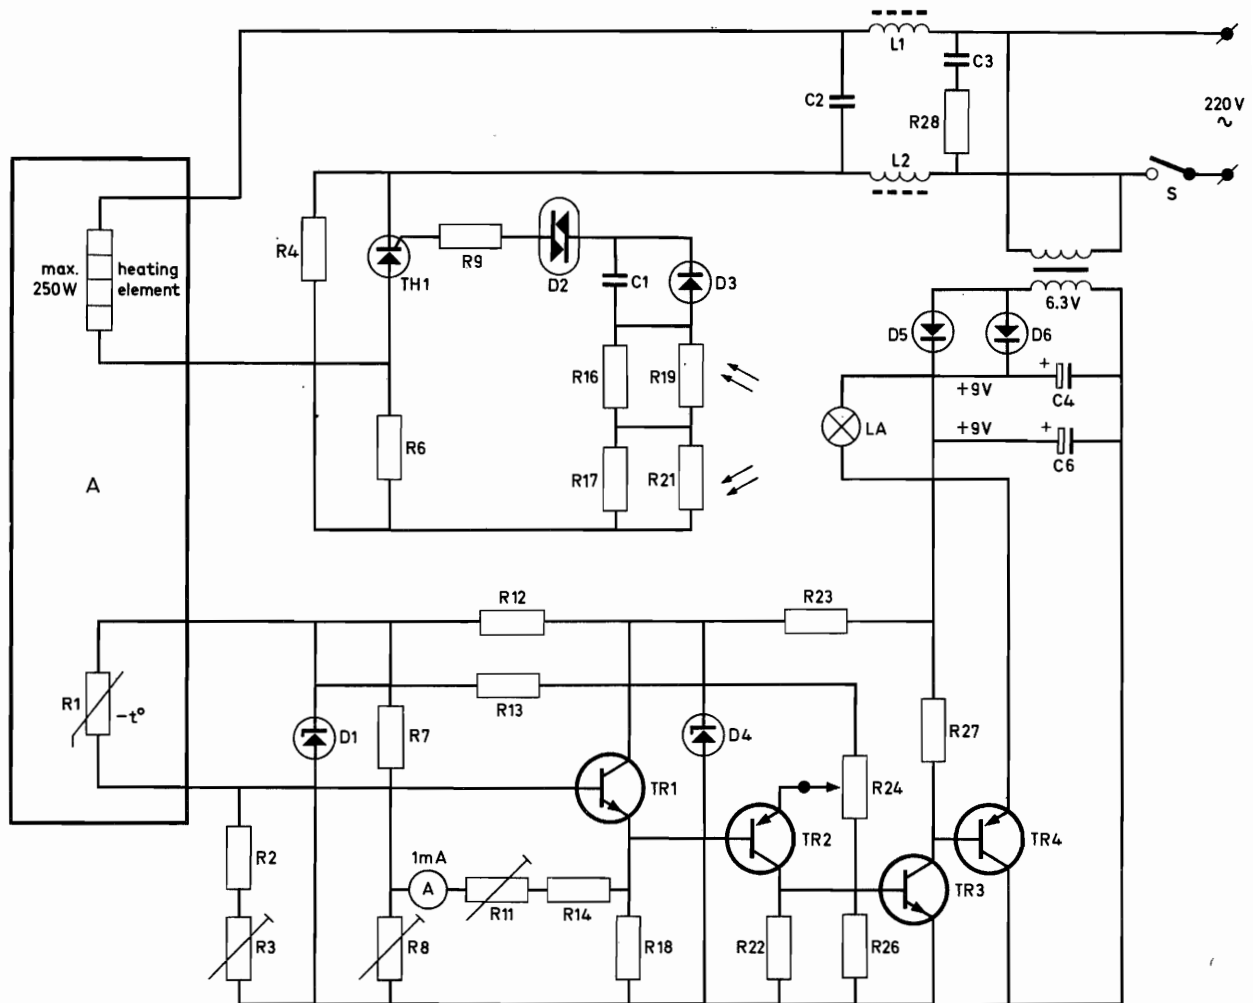 L1
C3
C2
220 V
~
R28
L2
S
R4
R9
max. heating
250W element
TH1
D2
C1
D3
6.3V
D5
D6
R16
R19
+
+9V
C4
LA
+9V
+
R6
C6
R17
R21
A
R12
R23
R1
-t°
R13
D1
R7
D4
R27
TR1
R24
TR2
TR4
1mA
R2
A
TR3
R11
R14
R3
R8
R18
R22
R26